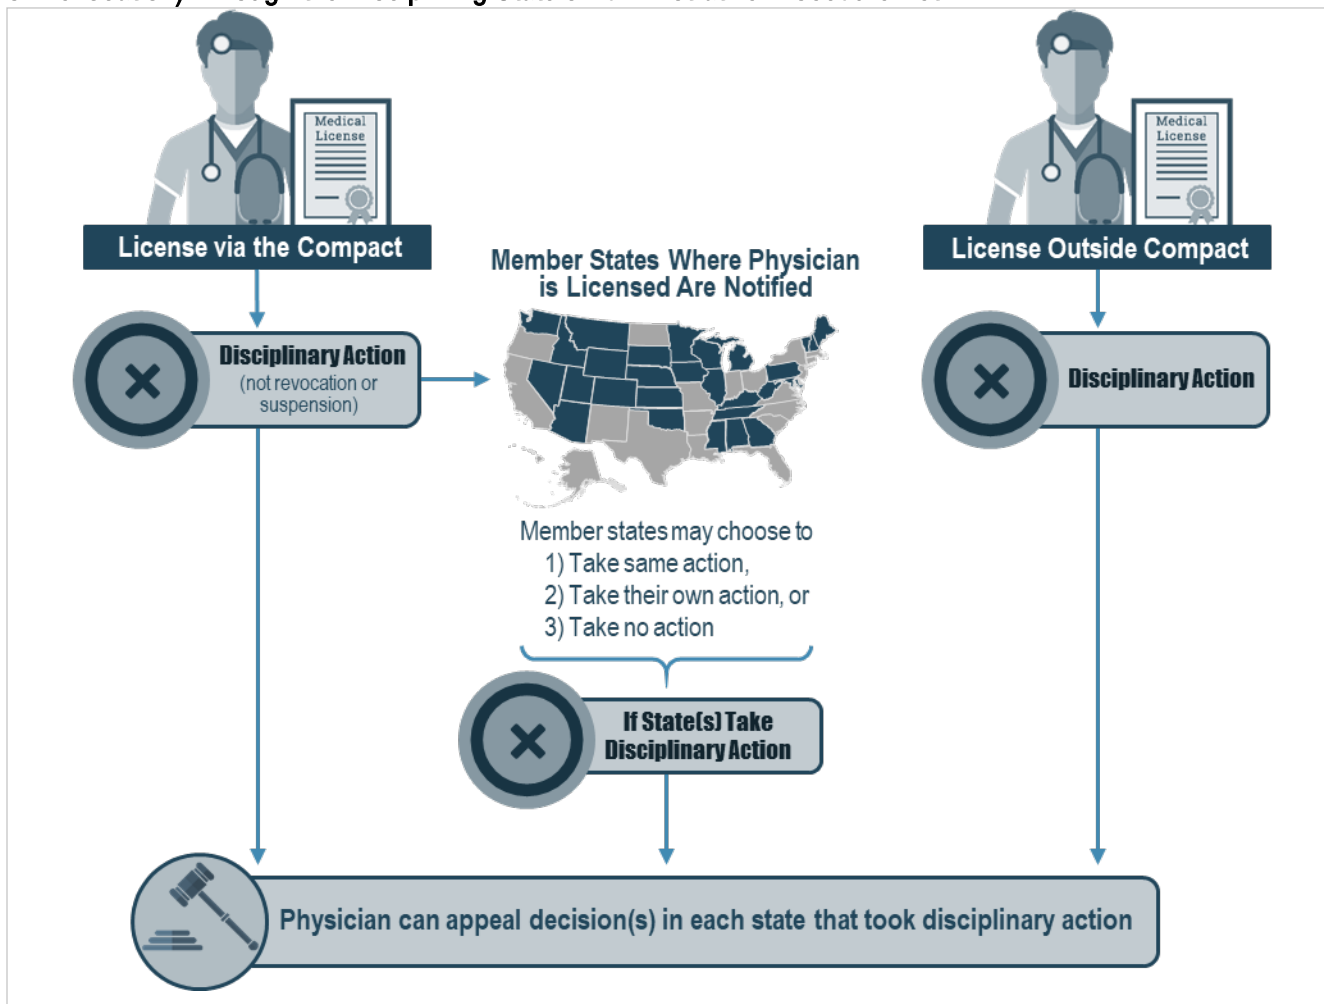 Medical
License
Medical
License
License via the Compact
License Outside Compact
Member States Where Physician
is Licensed Are Notified
Disciplinary Action
(not revocation or
suspension)
Disciplinary Action
Member states may choose to
1) Take same action,
2) Take their own action, or
3) Take no action
If State(s) Take
Disciplinary Action
Physician can appeal decision(s) in each state that took disciplinary action